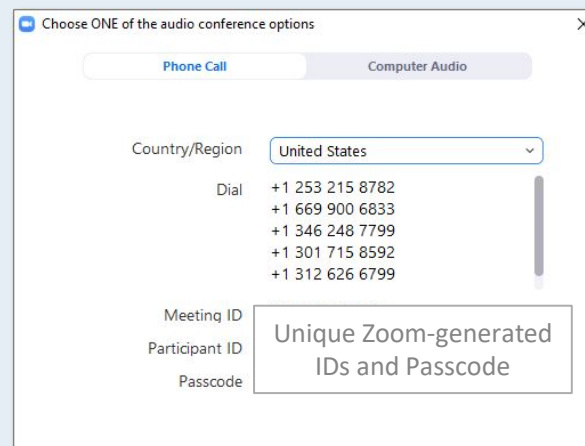 Choose ONE of the audio conference options
Phone Call
Computer Audio
Country/Region
United States
Dial
+1 253 215 8782
+1 669 900 6833
+1 346 248 7799
+1 301 715 8592
+1 312 626 6799
Meeting ID
Participant ID
Passcode
Unique Zoom-generated
IDs and Passcode